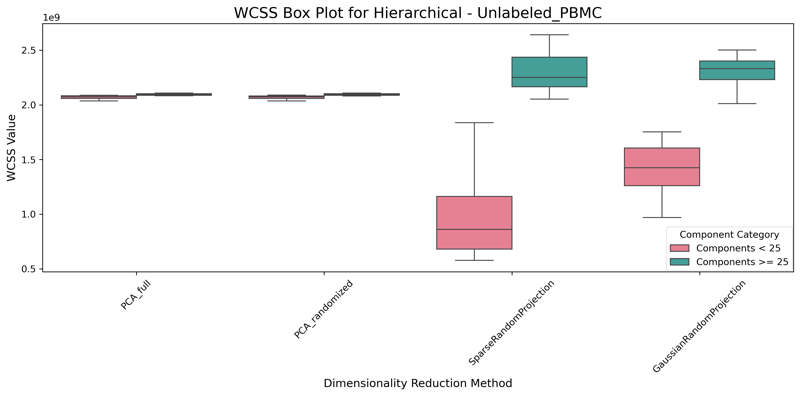 WCSS Box Plot for Hierarchical - Unlabeled_PBMC
1e9
2.5
2.0
1.5
1.0
0.5
WCSS Value
Component Category
Components < 25
Components >= 25
PCA_full
PCA_randomized
SparseRandomProjection
GaussianRandomProjection
Dimensionality Reduction Method